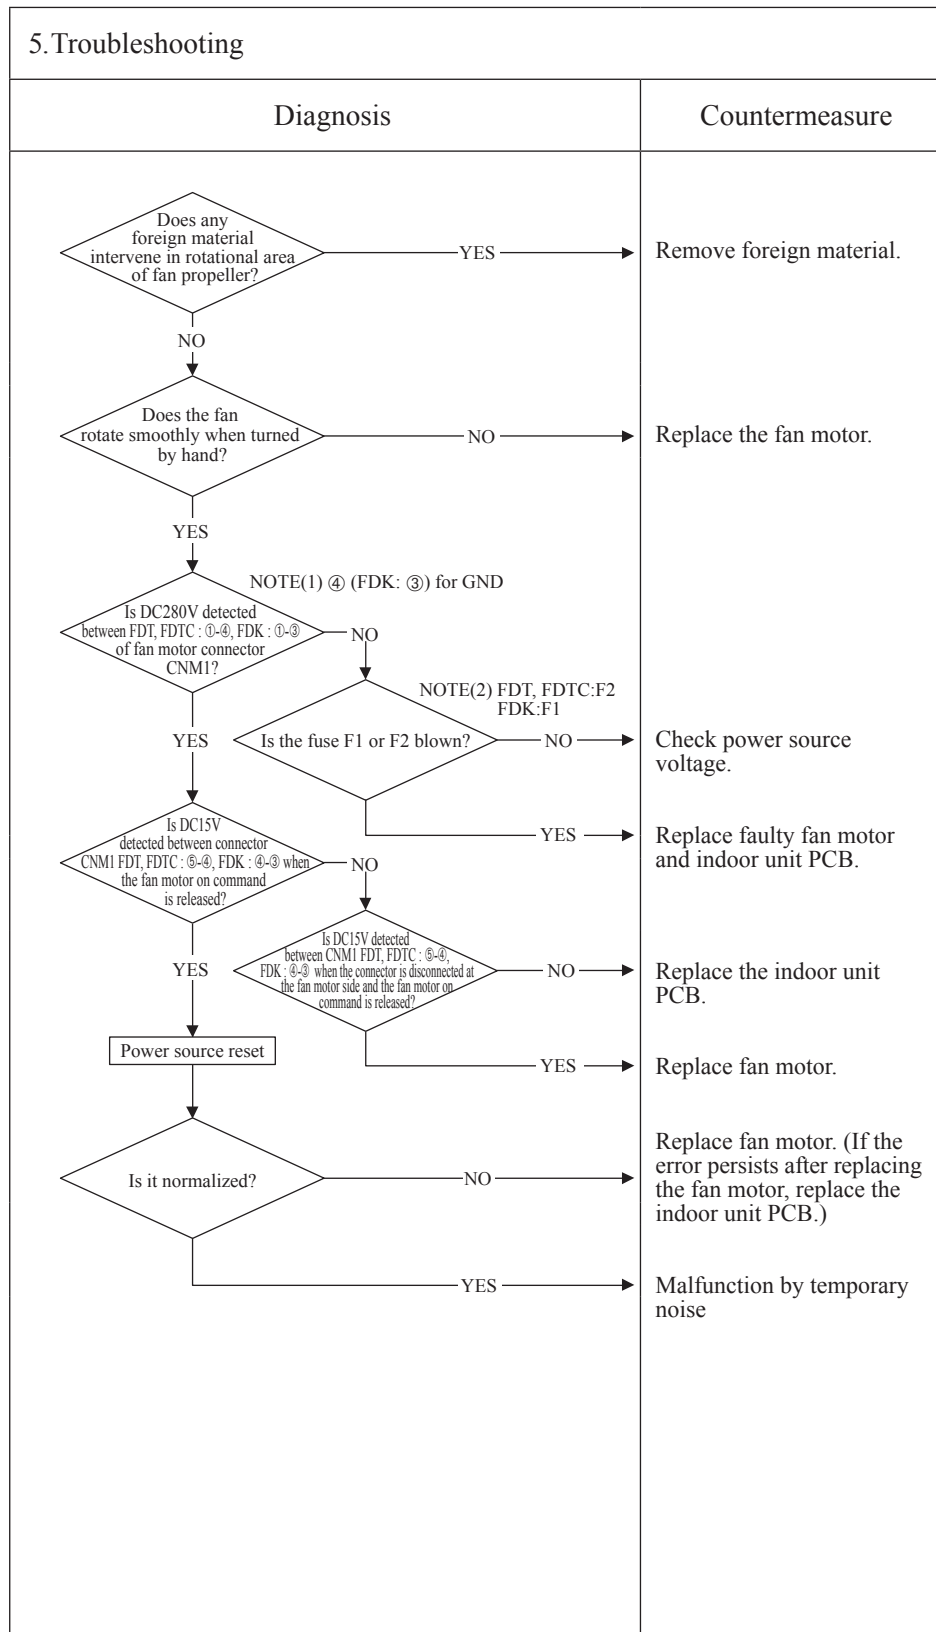 5.Troubleshooting
Diagnosis
Countermeasure
Does any
foreign material
intervene in rotational area
of fan propeller?
YES
Remove foreign material.
NO
Does the fan
rotate smoothly when turned
by hand?
NO
Replace the fan motor.
YES
NOTE(1) ④ (FDK: ③) for GND
Is DC280V detected
between FDT, FDTC : ①-④, FDK : ①-③
of fan motor connector
CNM1?
NO
NOTE(2) FDT, FDTC:F2
FDK:F1
YES
Is the fuse F1 or F2 blown?
NO
Check power source
voltage.
YES
Replace faulty fan motor
and indoor unit PCB.
Is DC15V
detected between connector
CNM1 FDT, FDTC : ⑤-④, FDK : ④-③ when
the fan motor on command
is released?
NO
Is DC15V detected
between CNM1 FDT, FDTC : ⑤-④,
FDK : ④-③ when the connector is disconnected at
the fan motor side and the fan motor on
command is released?
YES
NO
Replace the indoor unit
PCB.
Power source reset
YES
Replace fan motor.
Is it normalized?
NO
Replace fan motor. (If the
error persists after replacing
the fan motor, replace the
indoor unit PCB.)
YES
Malfunction by temporary
noise